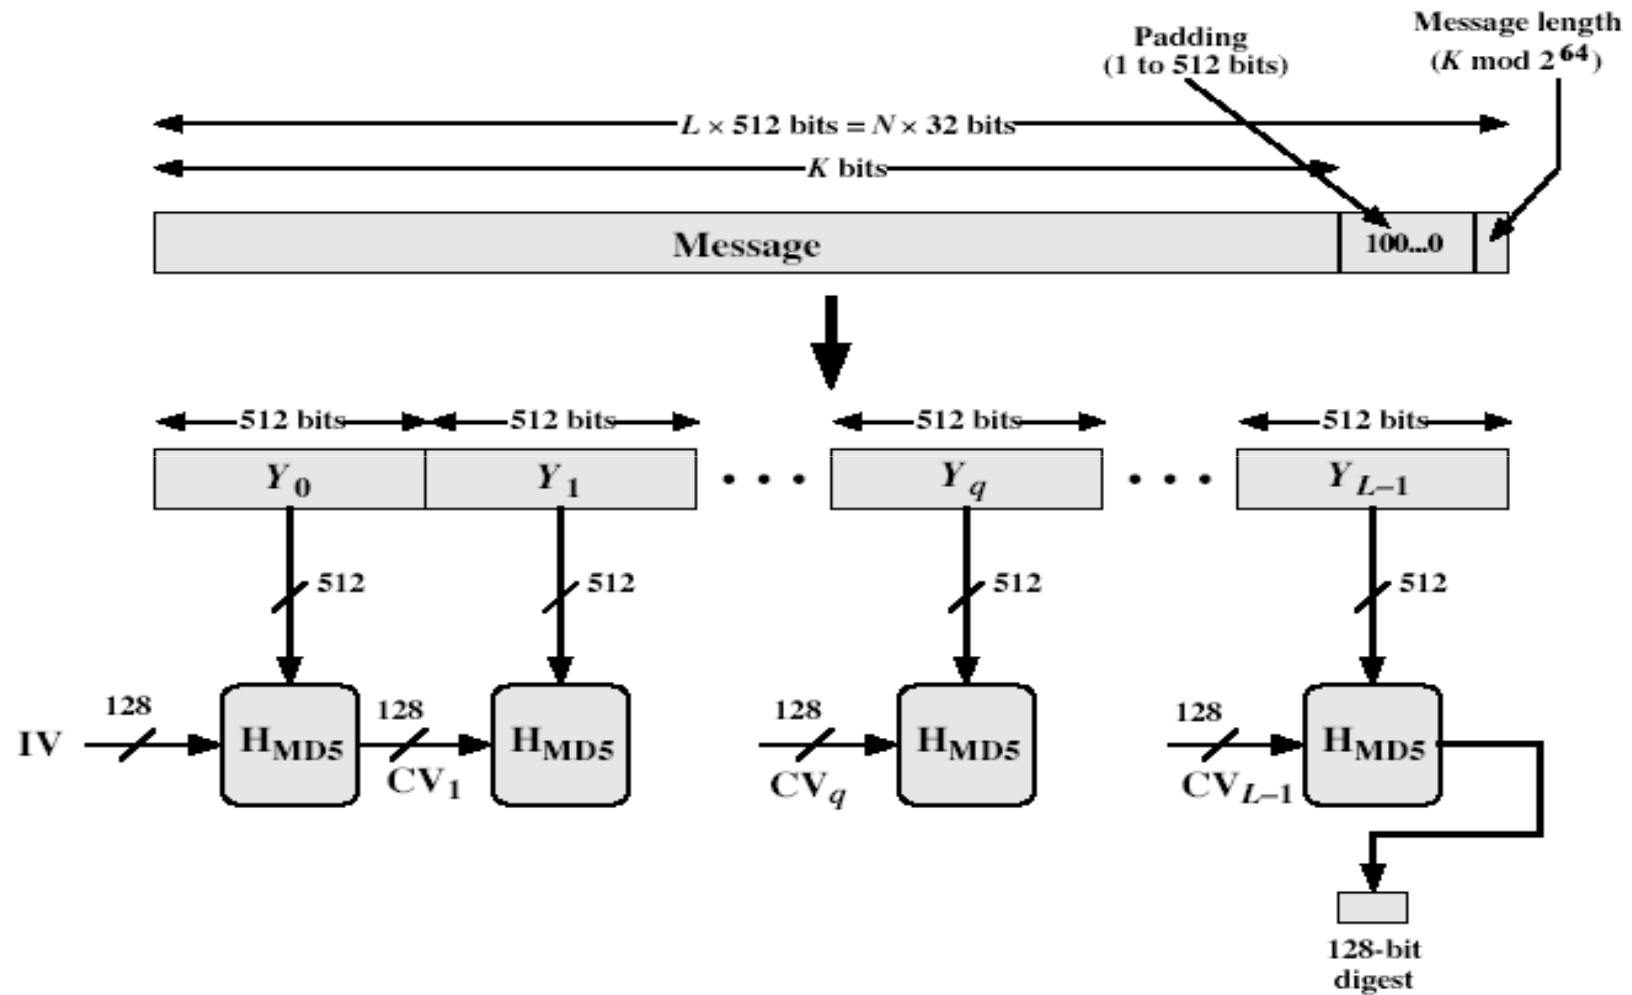 Padding
(1 to 512 bits)
Message length
(K mod 2^64)
L × 512 bits = N × 32 bits
K bits
Message
100...0
512 bits
512 bits
512 bits
512 bits
Y0
Y1
• • •
Yq
• • •
YL–1
512
512
512
512
IV
128
HMD5
128
CV1
HMD5
128
CVq
HMD5
128
CVL–1
HMD5
128-bit
digest